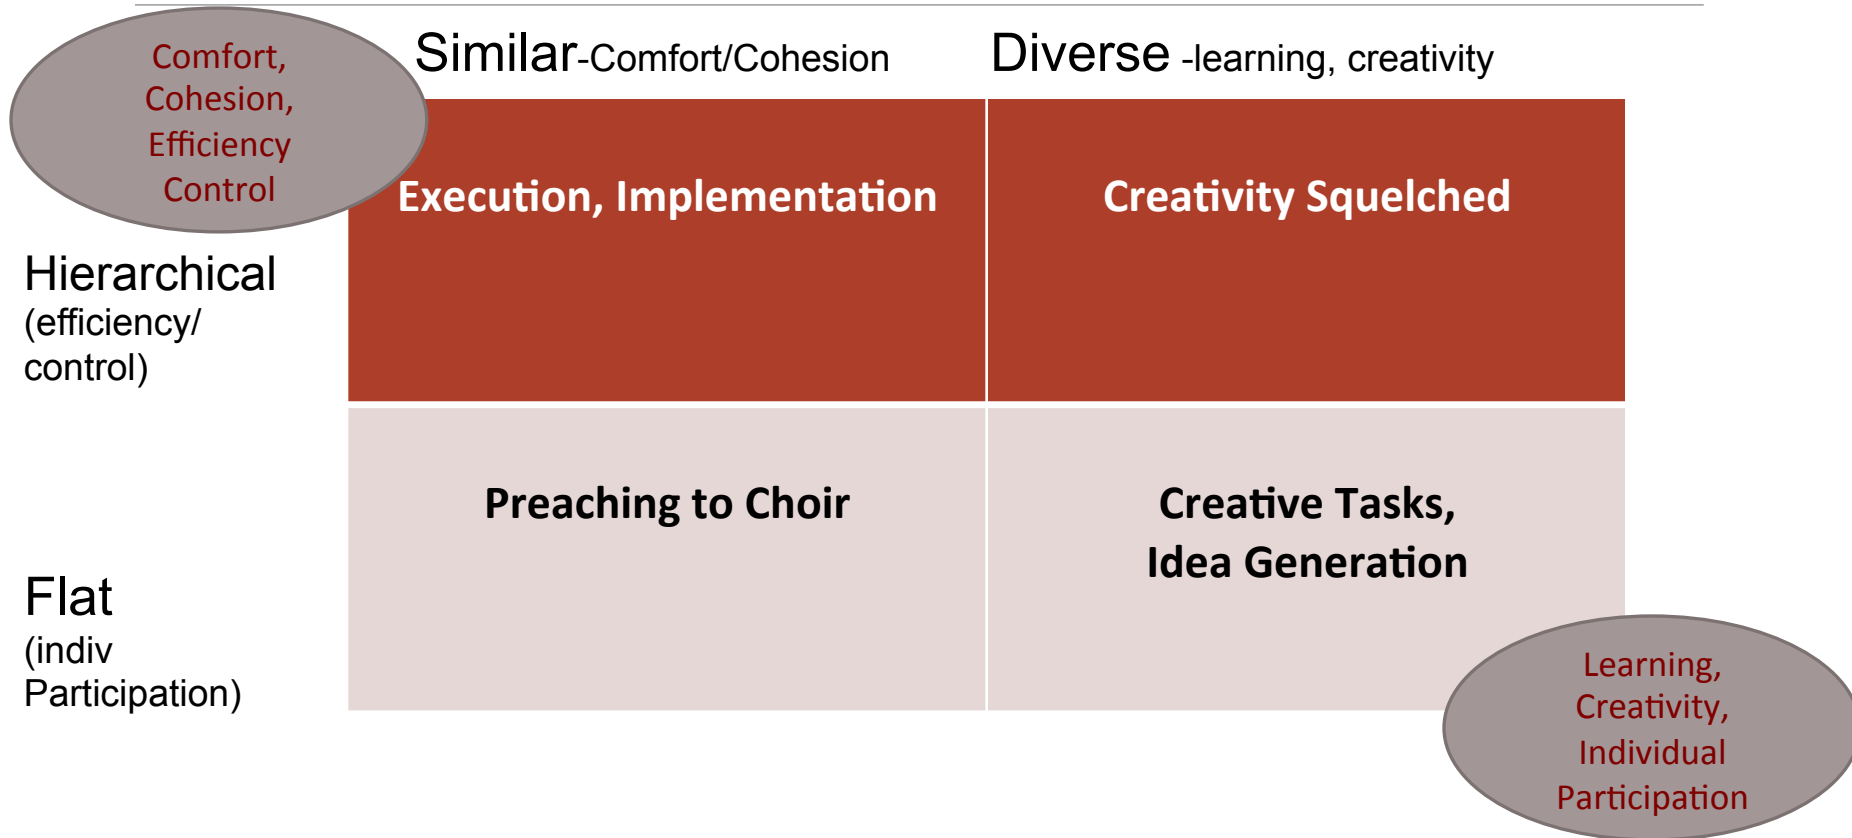 Comfort,
Cohesion,
Efficiency
Control
Similar-Comfort/Cohesion
Diverse -learning, creativity
Execution, Implementation
Creativity Squelched
Hierarchical
(efficiency/
control)
Preaching to Choir
Creative Tasks,
Idea Generation
Flat
(indiv
Participation)
Learning,
Creativity,
Individual
Participation